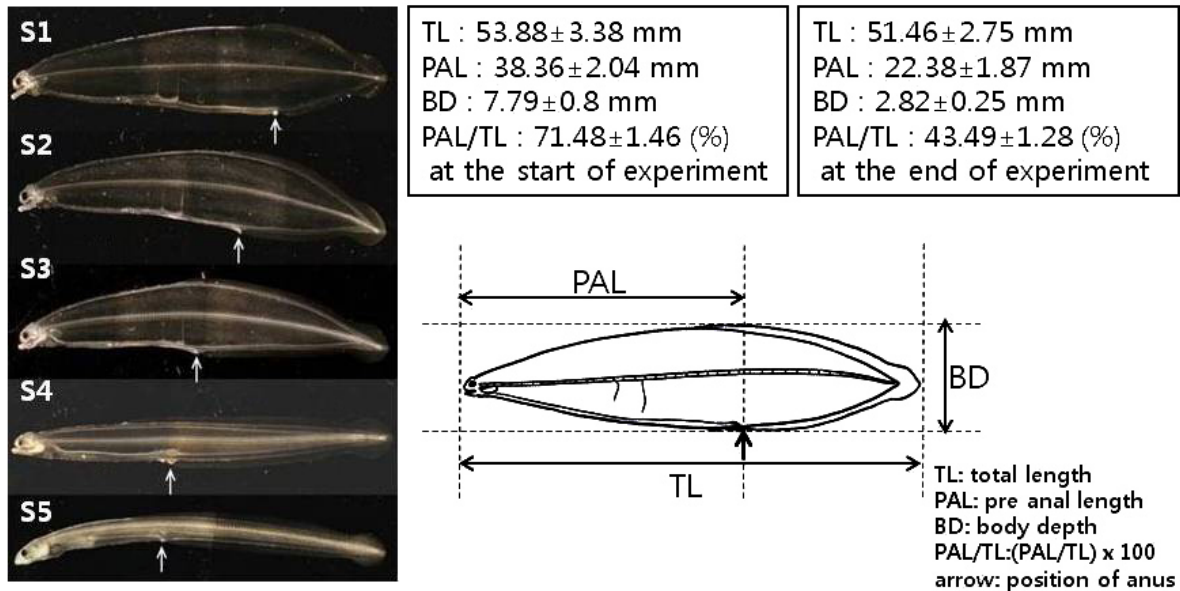 S1
S2
S3
S4
S5
TL : 53.88±3.38 mm
PAL : 38.36±2.04 mm
BD : 7.79±0.8 mm
PAL/TL : 71.48±1.46 (%)
at the start of experiment
TL : 51.46±2.75 mm
PAL : 22.38±1.87 mm
BD : 2.82±0.25 mm
PAL/TL : 43.49±1.28 (%)
at the end of experiment
PAL
BD
TL
TL: total length
PAL: pre anal length
BD: body depth
PAL/TL:(PAL/TL) x 100
arrow: position of anus